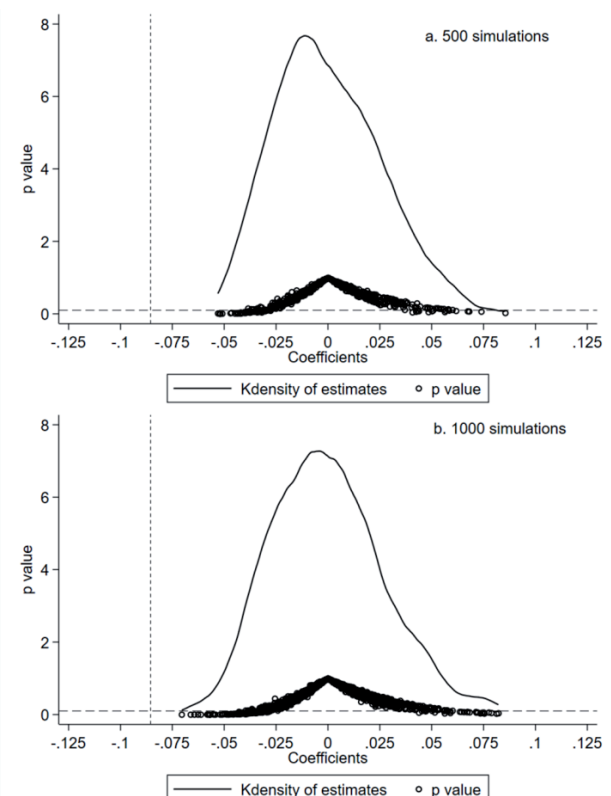 a. 500 simulations
8
6
4
2
0
p value
-.125 -.1 -.075 -.05 -.025 0 .025 .05 .075 .1 .125
Coefficients
Kdensity of estimates p value
b. 1000 simulations
8
6
4
2
0
p value
-.125 -.1 -.075 -.05 -.025 0 .025 .05 .075 .1 .125
Coefficients
Kdensity of estimates p value